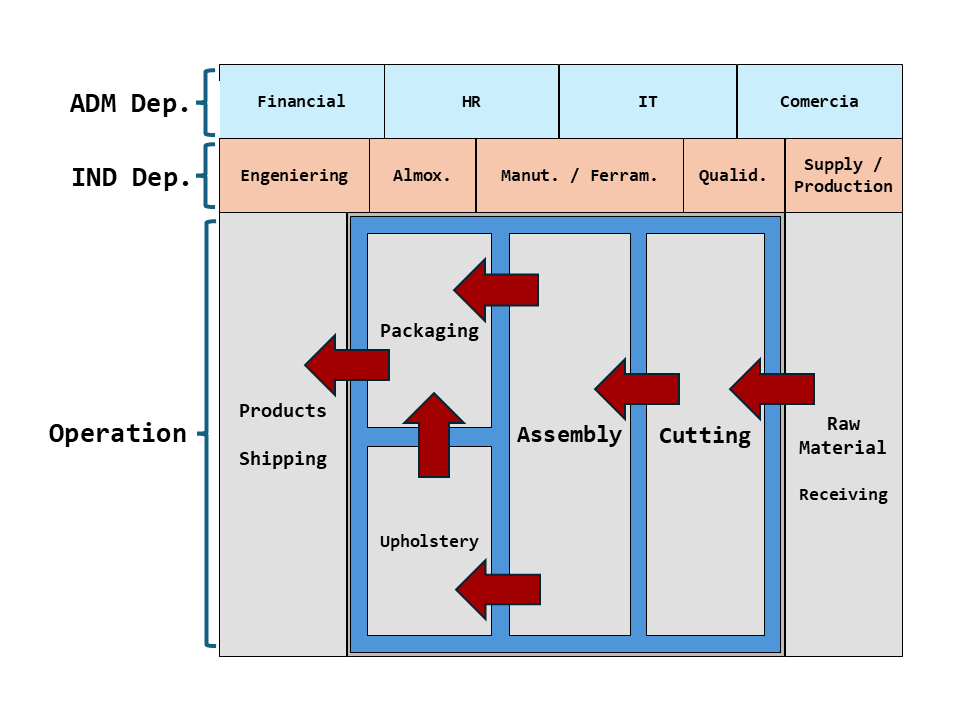 ADM Dep.
Financial
HR
IT
Comercia
IND Dep.
Engeniering
Almox.
Manut. / Ferram.
Qualid.
Supply /
Production
Operation
Products
Shipping
Packaging
Upholstery
Assembly
Cutting
Raw
Material
Receiving